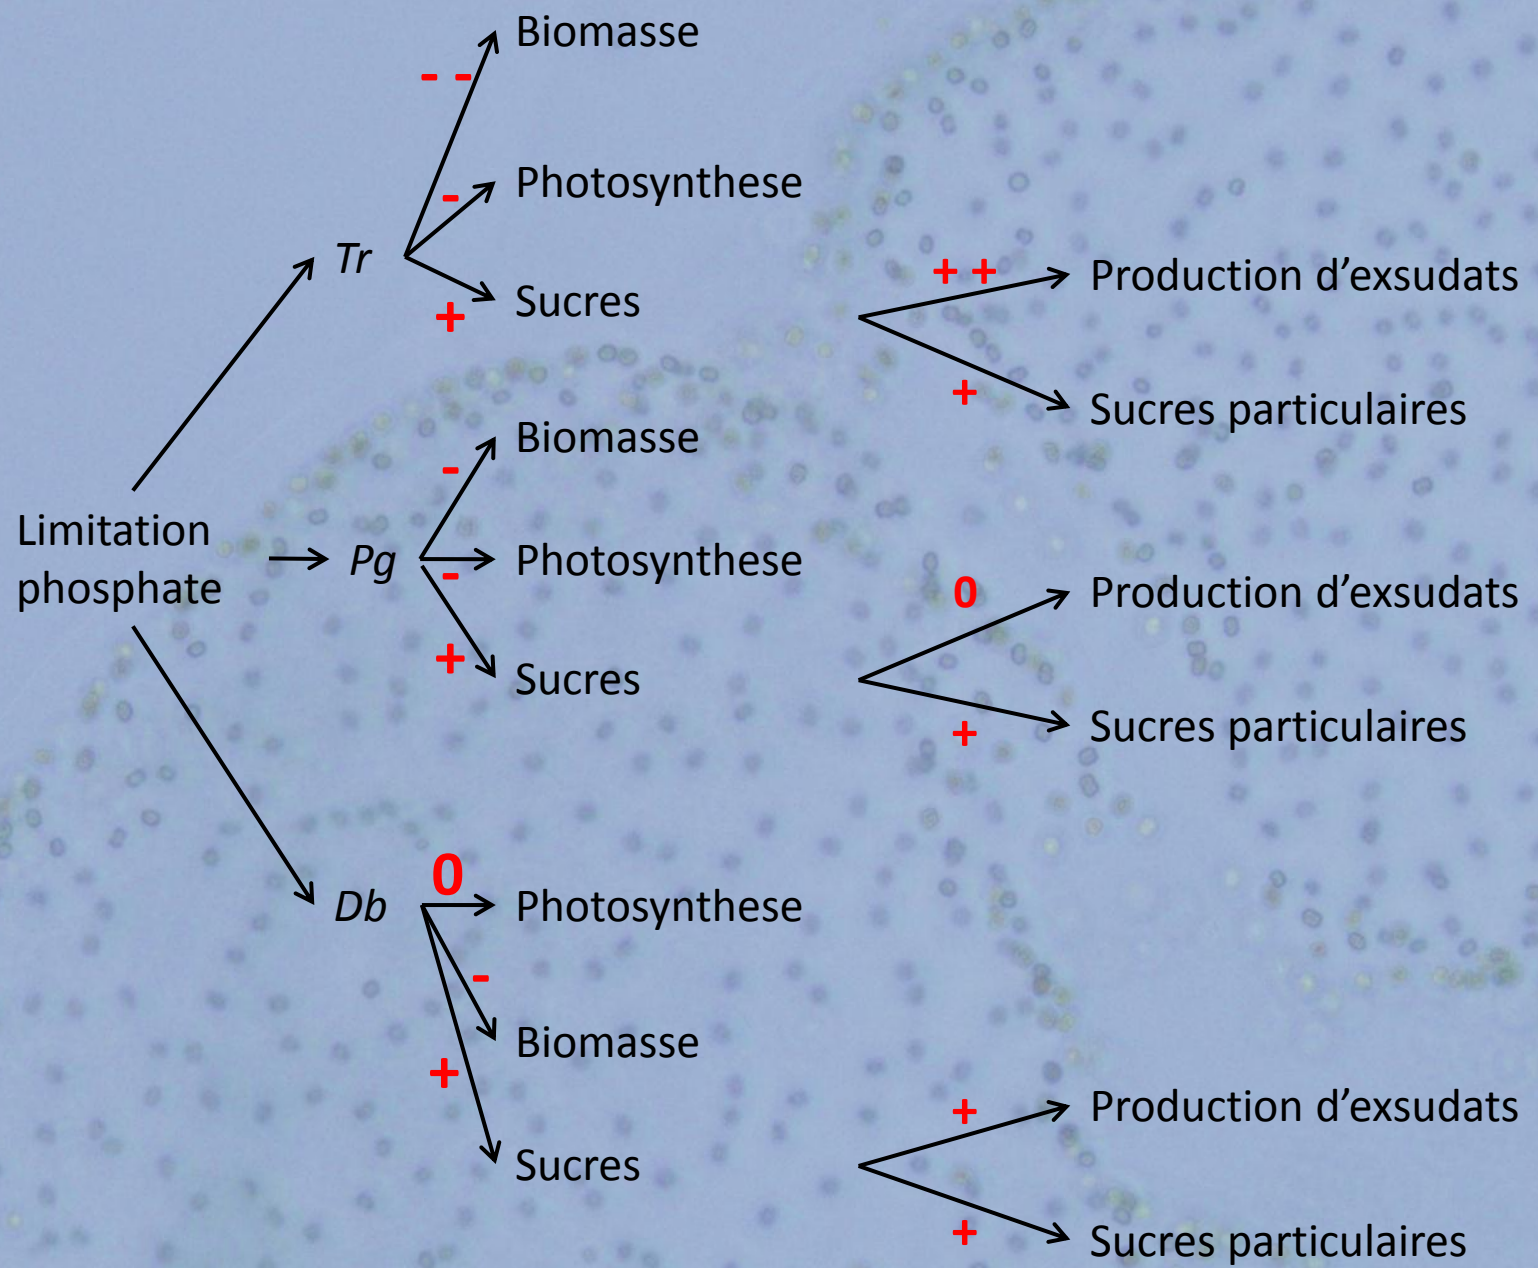 Biomasse
- -
Photosynthese
-
Tr
Sucres
+
+ +
Production d’exsudats
+
Sucres particulaires
Limitation
phosphate
Pg
Biomasse
-
Photosynthese
-
Sucres
+
0
Production d’exsudats
+
Sucres particulaires
Db
0
Photosynthese
-
Biomasse
+
Sucres
+
Production d’exsudats
+
Sucres particulaires